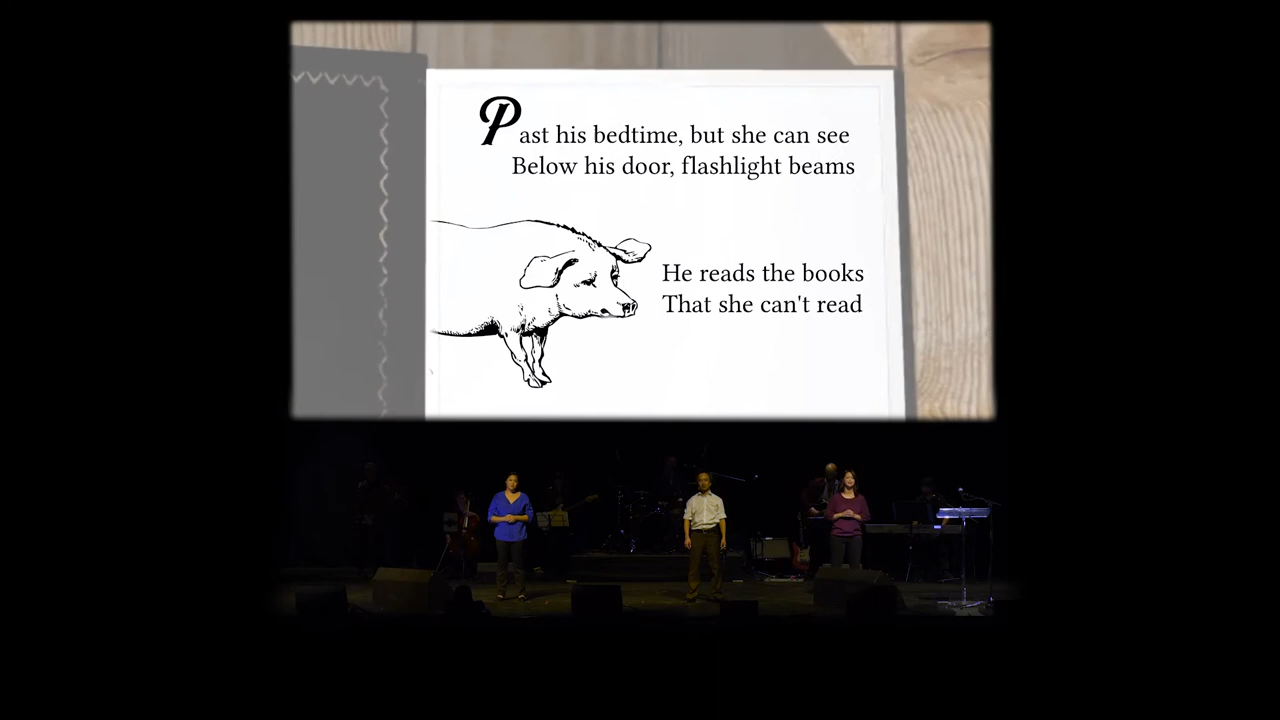 Past his bedtime, but she can see
Below his door, flashlight beams
He reads the books
That she can't read